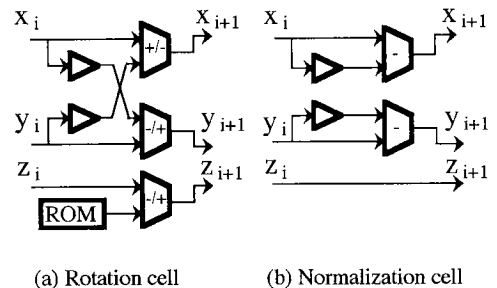 x i
+/-
x i+1
y i
-/+
y i+1
z i
-/+
z i+1
ROM
(a) Rotation cell
x i
-
x i+1
y i
-
y i+1
z i
z i+1
(b) Normalization cell